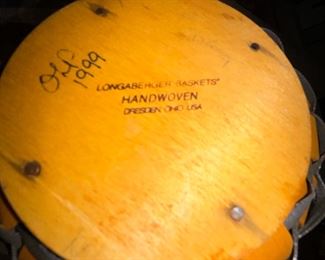 1999
LONGABERGER BASKETS®
HANDWOVEN
DRESDEN OHIO USA